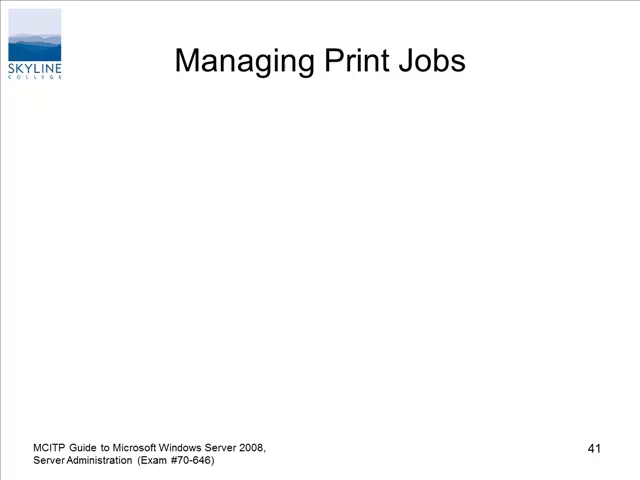 SKYLINE
COLLEGE
Managing Print Jobs
MCITP Guide to Microsoft Windows Server 2008,
Server Administration (Exam #70-646)
41